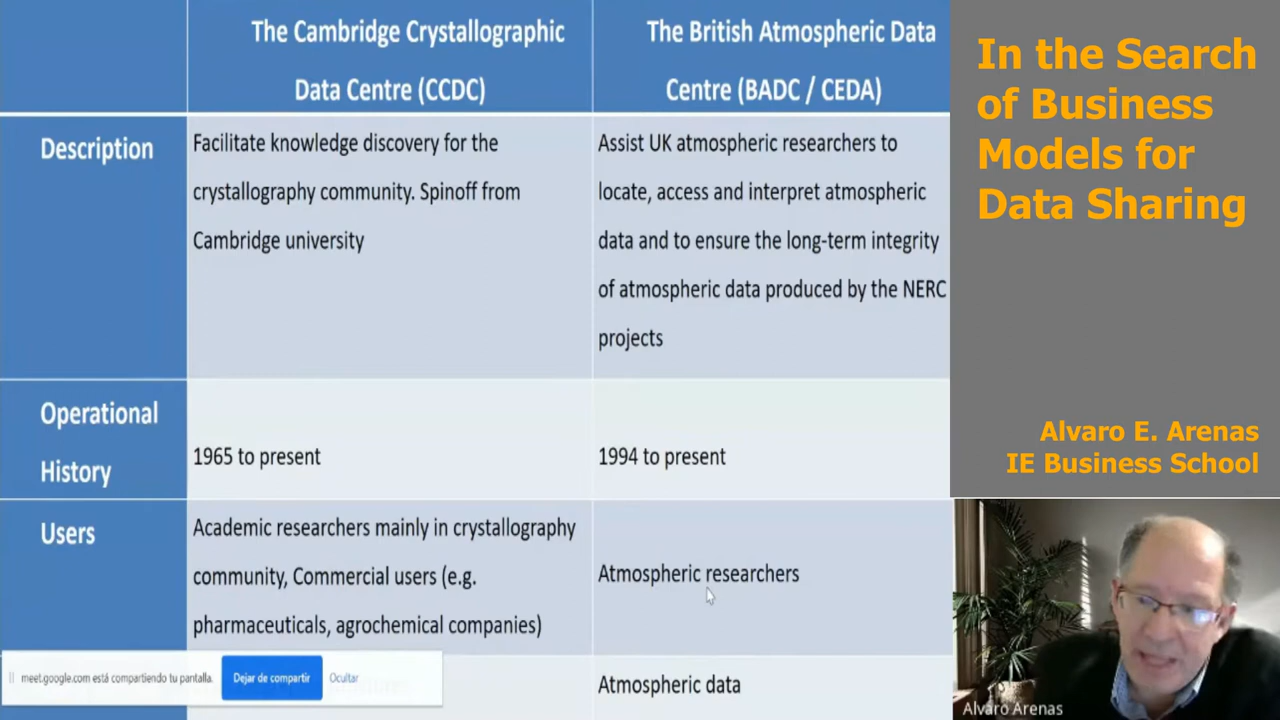 The Cambridge Crystallographic
Data Centre (CCDC)
The British Atmospheric Data
Centre (BADC / CEDA)
Description
Facilitate knowledge discovery for the
crystallography community. Spinoff from
Cambridge university
Assist UK atmospheric researchers to
locate, access and interpret atmospheric
data and to ensure the long-term integrity
of atmospheric data produced by the NERC
projects
Operational
History
1965 to present
1994 to present
Users
Academic researchers mainly in crystallography
community, Commercial users (e.g.
pharmaceuticals, agrochemical companies)
Atmospheric researchers
Atmospheric data
meet.google.com está compartiendo tu pantalla.
Dejar de compartir
Ocultar
In the Search
of Business
Models for
Data Sharing
Alvaro E. Arenas
IE Business School
Alvaro Arenas